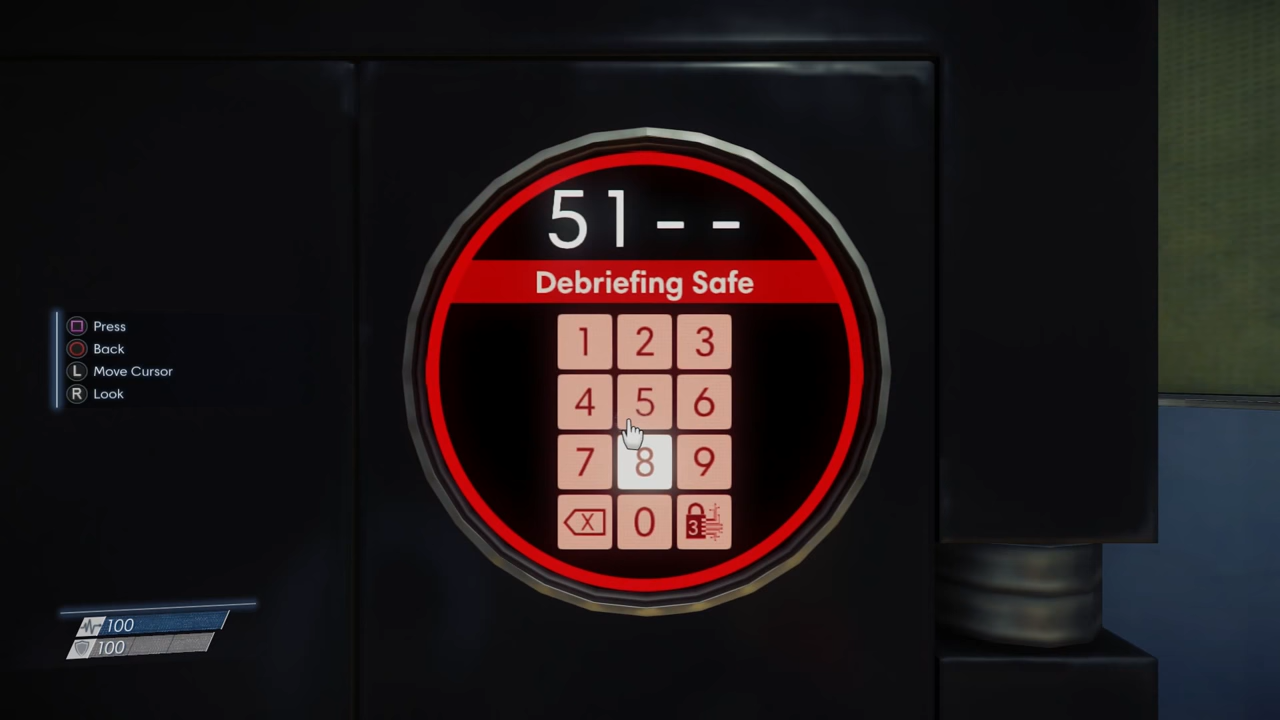 51--
Debriefing Safe
1 2 3
4 5 6
7 8 9
X 0 3
Press
Back
L Move Cursor
R Look
100
100